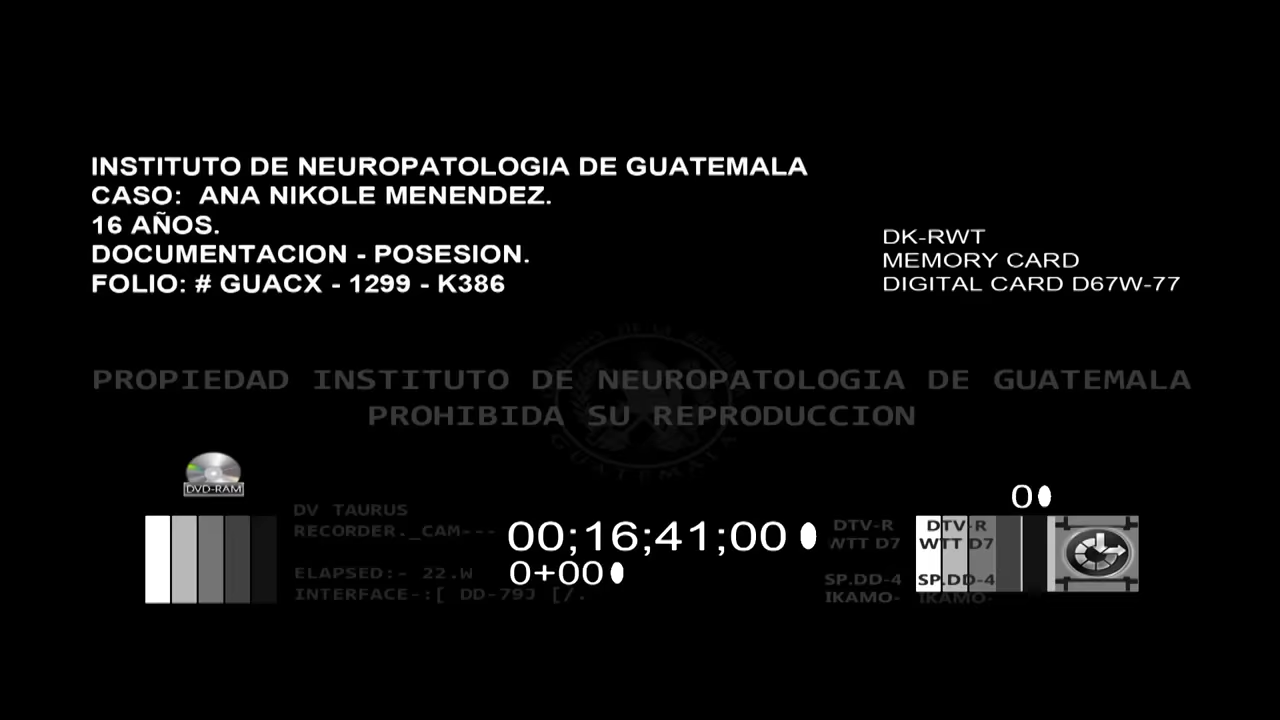 INSTITUTO DE NEUROPATOLOGIA DE GUATEMALA
CASO: ANA NIKOLE MENENDEZ.
16 AÑOS.
DOCUMENTACION - POSESION.
FOLIO: # GUACX - 1299 - K386
DK-RWT
MEMORY CARD
DIGITAL CARD D67W-77
PROPIEDAD INSTITUTO DE NEUROPATOLOGIA DE GUATEMALA
PROHIBIDA SU REPRODUCCION
GUATEMALA
DVD-RAM
DV TAURUS
RECORDER._CAM---
ELAPSED:- 22.W
INTERFACE-:[ DD-79J [/.
00;16;41;00
0+00
0
DTV-R
WTT D7
SP.DD-4
IKAMO-
DTV-R
WTT D7
SP.DD-4
IKAMO-